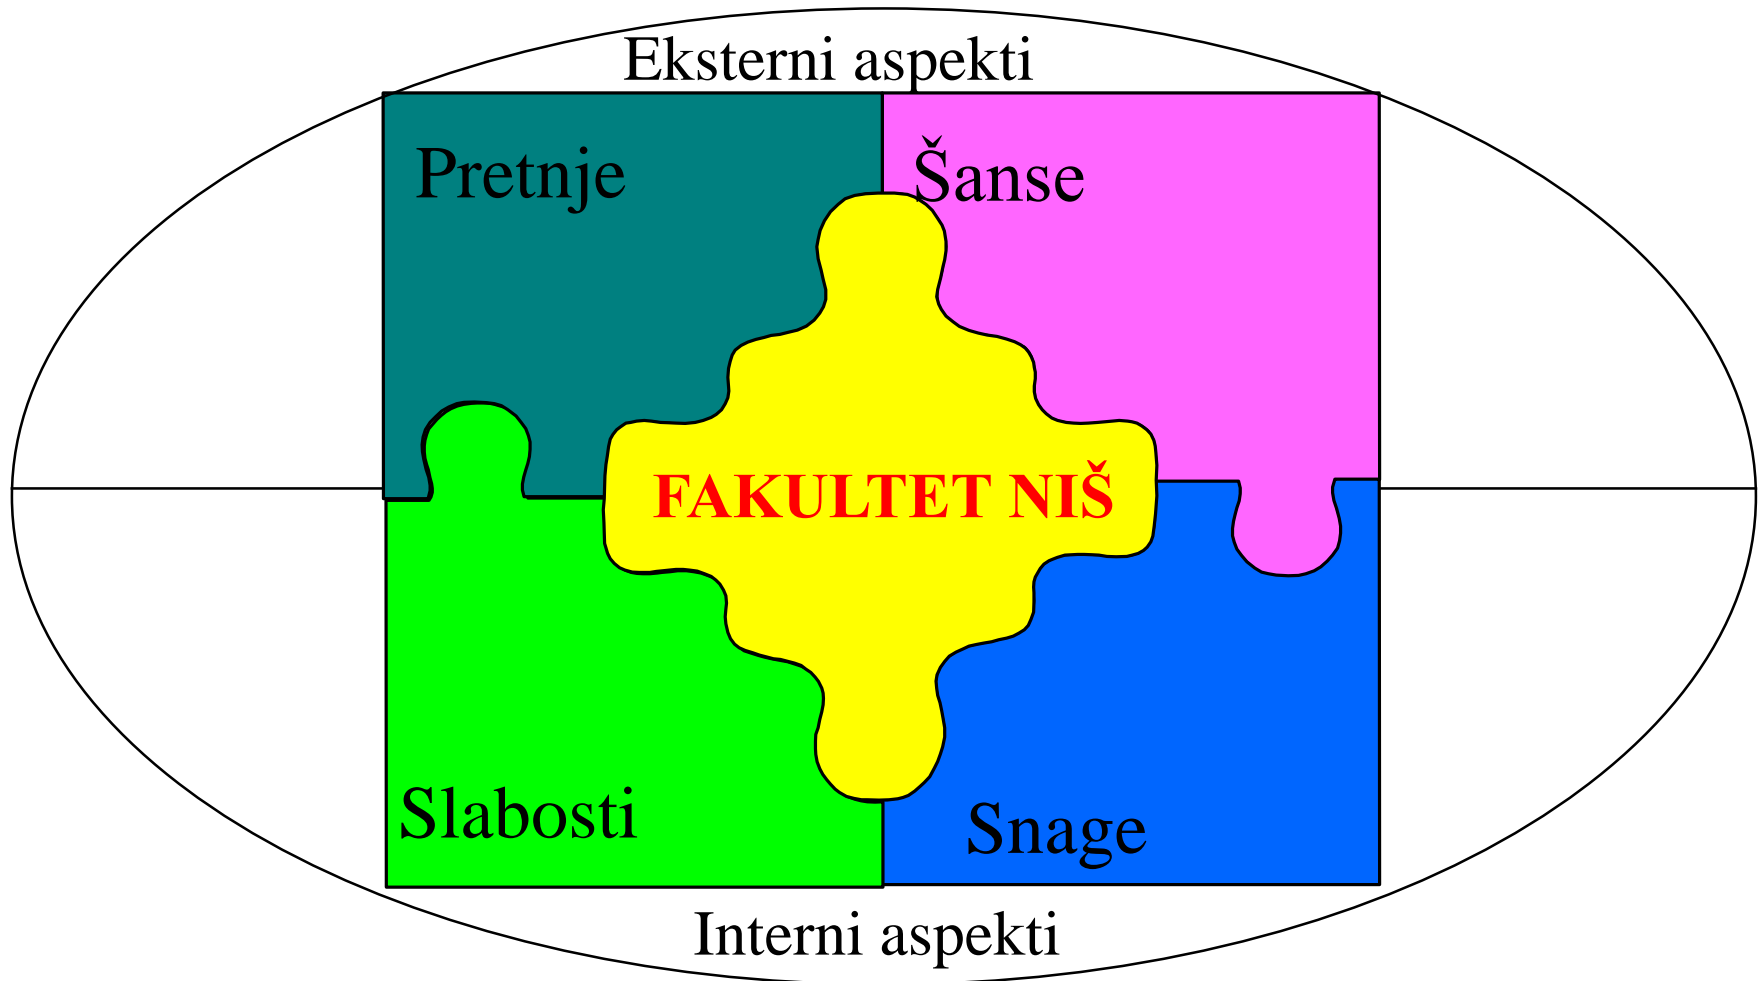 Eksterni aspekti
Pretnje
Šanse
FAKULTET NIŠ
Slabosti
Snage
Interni aspekti